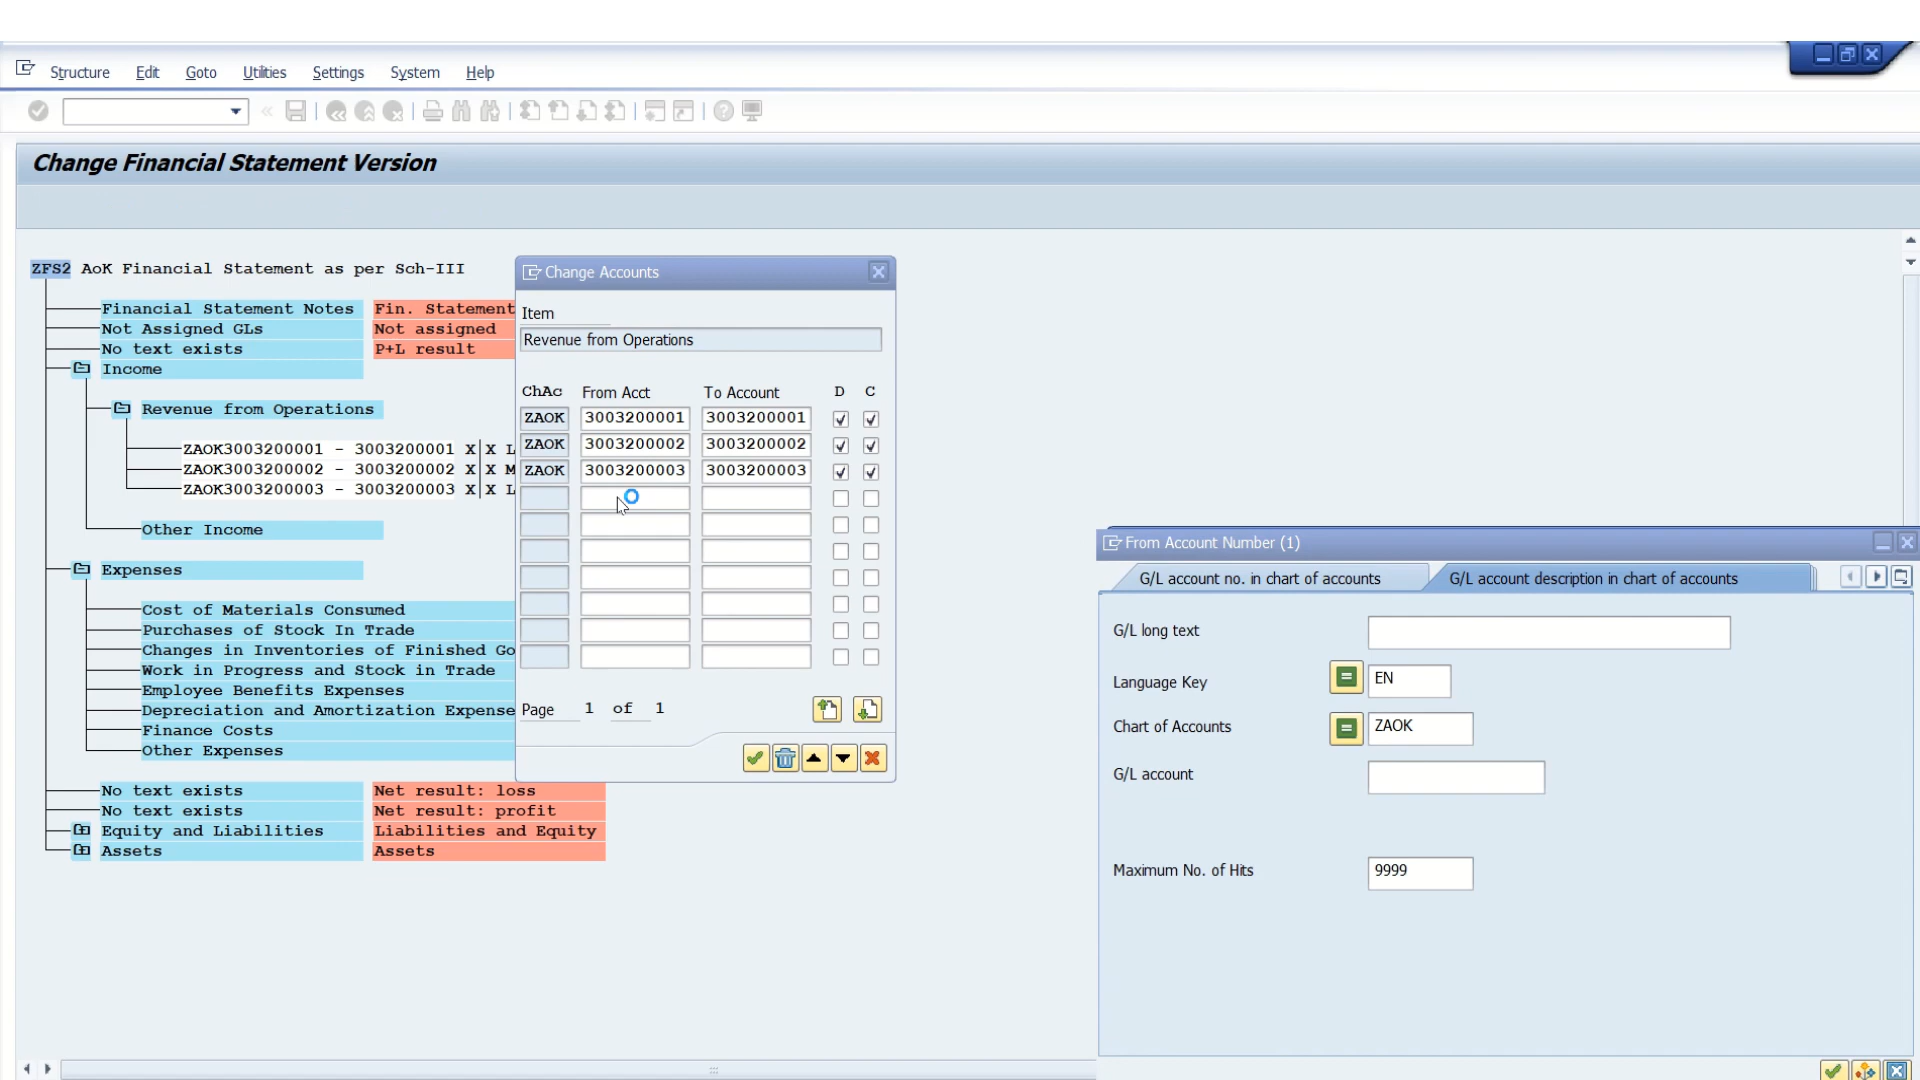 Structure Edit Goto Utilities Settings System Help
Change Financial Statement Version
ZFS2 AoK Financial Statement as per Sch-III
Financial Statement Notes Fin. Statement
Not Assigned GLs Not assigned
No text exists P+L result
Income
Revenue from Operations
ZAOK3003200001 - 3003200001 X X L
ZAOK3003200002 - 3003200002 X X M
ZAOK3003200003 - 3003200003 X X L
Other Income
Expenses
Cost of Materials Consumed
Purchases of Stock In Trade
Changes in Inventories of Finished Go
Work in Progress and Stock in Trade
Employee Benefits Expenses
Depreciation and Amortization Expense
Finance Costs
Other Expenses
No text exists Net result: loss
No text exists Net result: profit
Equity and Liabilities Liabilities and Equity
Assets Assets
Change Accounts
Item
Revenue from Operations
ChAc From Acct To Account D C
ZAOK 3003200001 3003200001
ZAOK 3003200002 3003200002
ZAOK 3003200003 3003200003
Page 1 of 1
From Account Number (1)
G/L account no. in chart of accounts G/L account description in chart of accounts
G/L long text
Language Key EN
Chart of Accounts ZAOK
G/L account
Maximum No. of Hits 9999